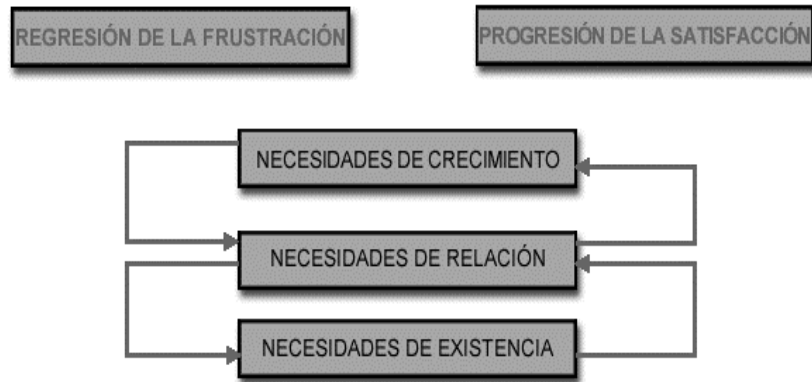 REGRESIÓN DE LA FRUSTRACIÓN
PROGRESIÓN DE LA SATISFACCIÓN
NECESIDADES DE CRECIMIENTO
NECESIDADES DE RELACIÓN
NECESIDADES DE EXISTENCIA